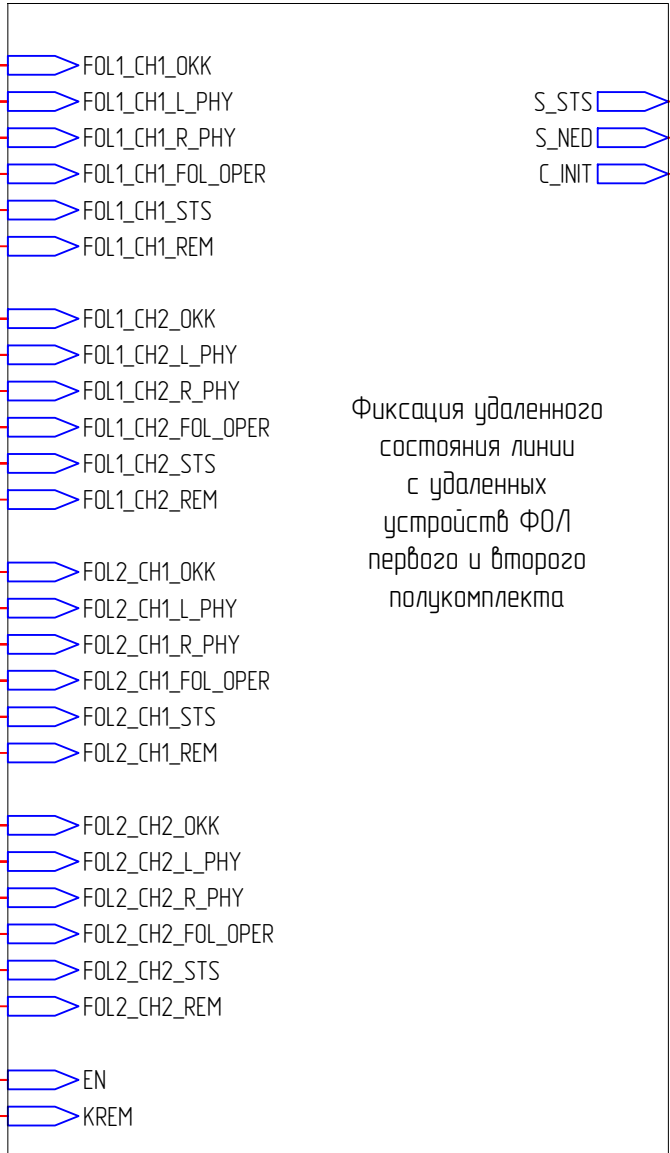 FOL1_CH1_OKK
FOL1_CH1_L_PHY
S_STS
FOL1_CH1_R_PHY
S_NED
FOL1_CH1_FOL_OPER
C_INIT
FOL1_CH1_STS
FOL1_CH1_REM
FOL1_CH2_OKK
FOL1_CH2_L_PHY
FOL1_CH2_R_PHY
FOL1_CH2_FOL_OPER
FOL1_CH2_STS
FOL1_CH2_REM
Фиксация удаленного
состояния линии
с удаленных
устройств ФОЛ
первого и второго
полукомплекта
FOL2_CH1_OKK
FOL2_CH1_L_PHY
FOL2_CH1_R_PHY
FOL2_CH1_FOL_OPER
FOL2_CH1_STS
FOL2_CH1_REM
FOL2_CH2_OKK
FOL2_CH2_L_PHY
FOL2_CH2_R_PHY
FOL2_CH2_FOL_OPER
FOL2_CH2_STS
FOL2_CH2_REM
EN
KREM